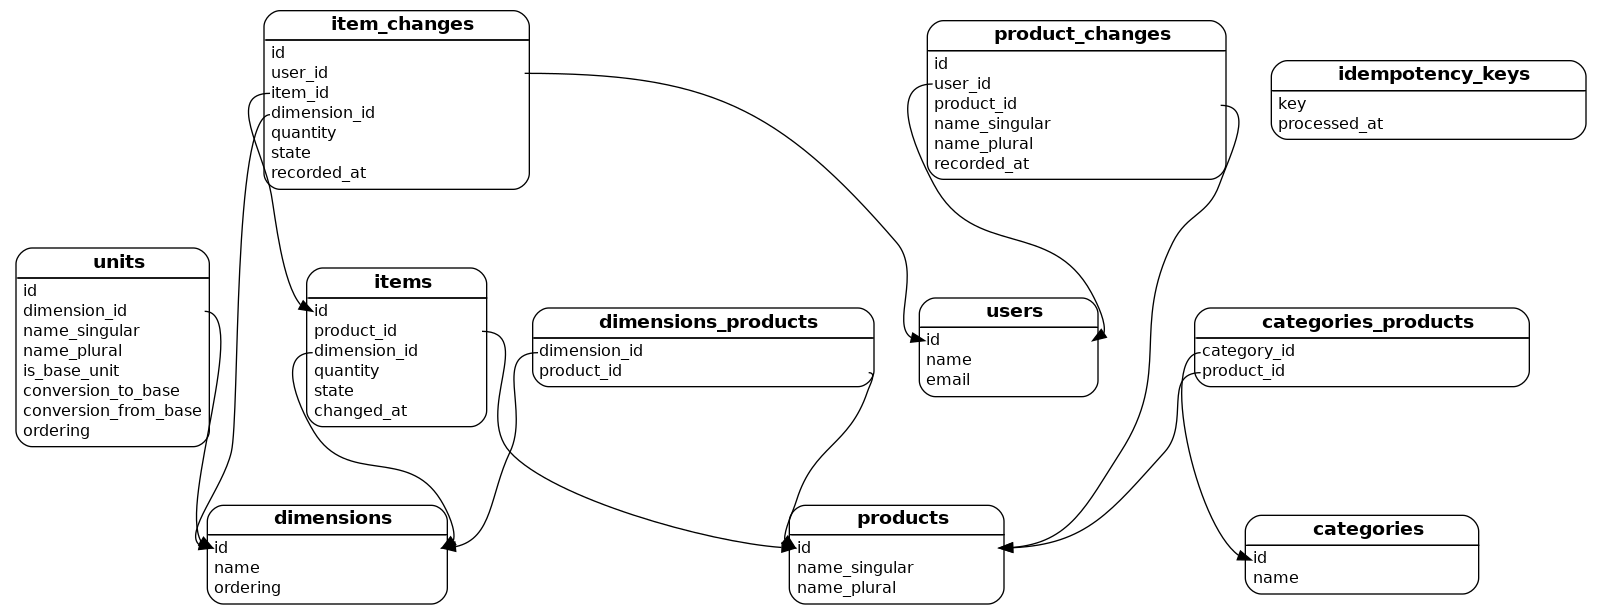 item_changes
id
user_id
item_id
dimension_id
quantity
state
recorded_at
product_changes
id
user_id
product_id
name_singular
name_plural
recorded_at
idempotency_keys
key
processed_at
units
id
dimension_id
name_singular
name_plural
is_base_unit
conversion_to_base
conversion_from_base
ordering
items
id
product_id
dimension_id
quantity
state
changed_at
dimensions_products
dimension_id
product_id
users
id
name
email
categories_products
category_id
product_id
dimensions
id
name
ordering
products
id
name_singular
name_plural
categories
id
name